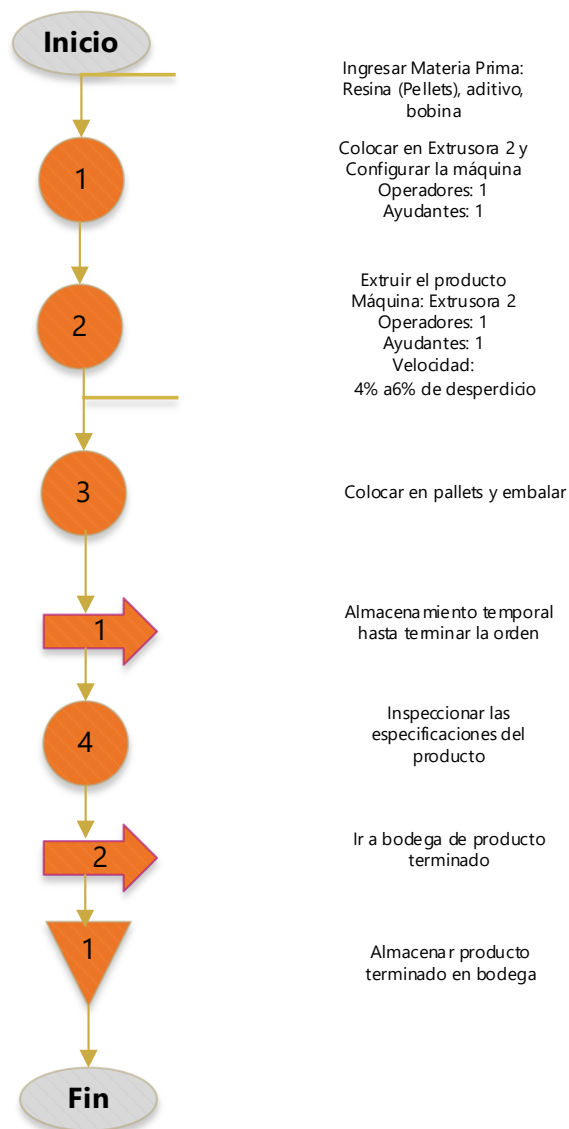 Inicio
Ingresar Materia Prima:
Resina (Pellets), aditivo,
bobina
1
Colocar en Extrusora 2 y
Configurar la máquina
Operadores: 1
Ayudantes: 1
2
Extruir el producto
Máquina: Extrusora 2
Operadores: 1
Ayudantes: 1
Velocidad:
4% a6% de desperdicio
3
Colocar en pallets y embalar
1
Almacenamiento temporal
hasta terminar la orden
4
Inspeccionar las
especificaciones del
producto
2
Ir a bodega de producto
terminado
1
Almacenar producto
terminado en bodega
Fin